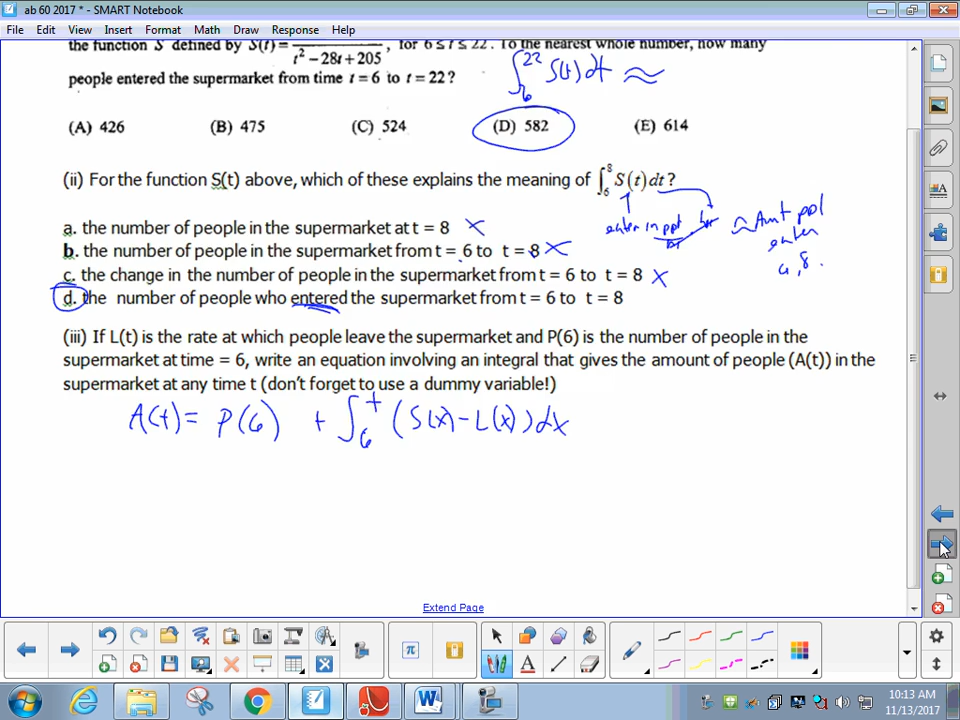 ab 60 2017 * - SMART Notebook
File Edit View Insert Format Math Draw Response Help
the function S defined by S(t) =
t² − 28t + 205
, for 6 ≤ t ≤ 22. To the nearest whole number, how many
people entered the supermarket from time t = 6 to t = 22?
∫₆²² S(t) dt ≈
(A) 426 (B) 475 (C) 524 (D) 582 (E) 614
(ii) For the function S(t) above, which of these explains the meaning of ∫₆⁸ S(t)dt ?
a. the number of people in the supermarket at t = 8
b. the number of people in the supermarket from t = 6 to t = 8
c. the change in the number of people in the supermarket from t = 6 to t = 8
d. the number of people who entered the supermarket from t = 6 to t = 8
enter in ppl
hr
hr
Amt ppl
enter
(iii) If L(t) is the rate at which people leave the supermarket and P(6) is the number of people in the
supermarket at time = 6, write an equation involving an integral that gives the amount of people (A(t)) in the
supermarket at any time t (don't forget to use a dummy variable!)
A(t) = P(6) + ∫₆ᵗ (S(x) − L(x)) dx
Extend Page
10:13 AM
11/13/2017